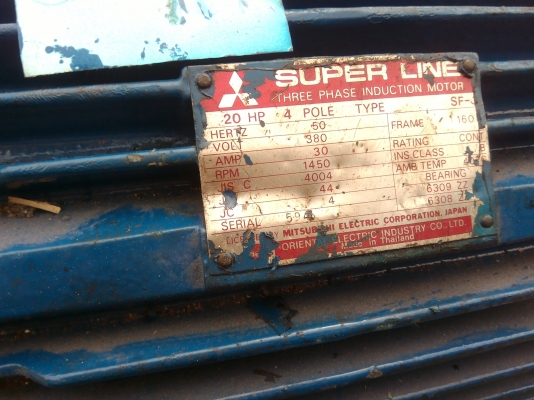 SUPER LINE
THREE PHASE INDUCTION MOTOR
20 HP 4 POLE TYPE SF-
HERTZ 50 FRAME 160
VOLT 380 RATING CONT
AMP 30 INS.CLASS B
RPM 1450 AMB TEMP
JIS C 4004 BEARING
44 6309 ZZ
JC 4 6308 ZZ
SERIAL 594
LICENSED BY MITSUBISHI ELECTRIC CORPORATION, JAPAN
ORIENT ELECTRIC INDUSTRY CO., LTD.
Made in Thailand